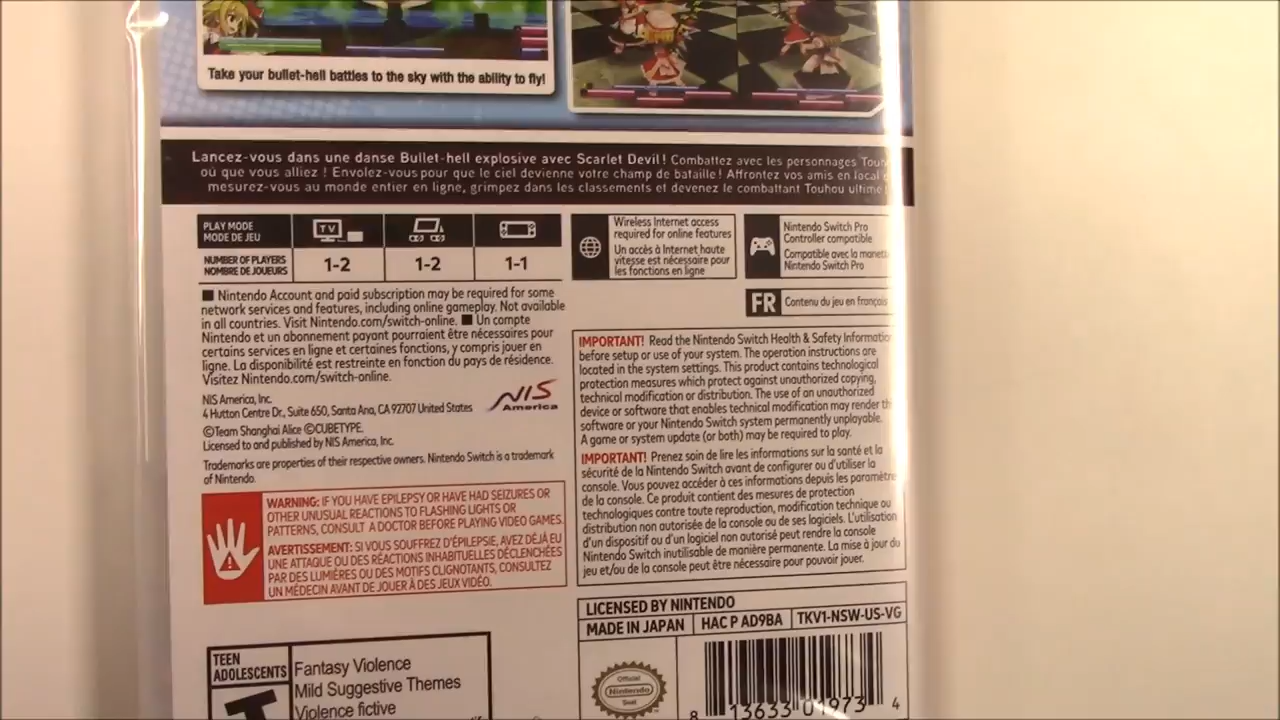 Take your bullet-hell battles to the sky with the ability to fly!
Lancez-vous dans une danse Bullet-hell explosive avec Scarlet Devil! Combattez avec les personnages Touh
où que vous alliez ! Envolez-vous pour que le ciel devienne votre champ de bataille! Affrontez vos amis en local
mesurez-vous au monde entier en ligne, grimpez dans les classements et devenez le combattant Touhou ultime !
PLAY MODE
MODE DE JEU
TV
NUMBER OF PLAYERS
NOMBRE DE JOUEURS
1-2
1-2
1-1
Wireless Internet access
required for online features
Un accès à Internet haute
vitesse est nécessaire pour
les fonctions en ligne
Nintendo Switch Pro
Controller compatible
Compatible avec la manett
Nintendo Switch Pro
FR
Contenu du jeu en français
■ Nintendo Account and paid subscription may be required for some
network services and features, including online gameplay. Not available
in all countries. Visit Nintendo.com/switch-online. ■ Un compte
Nintendo et un abonnement payant pourraient être nécessaires pour
certains services en ligne et certaines fonctions, y compris jouer en
ligne. La disponibilité est restreinte en fonction du pays de résidence.
Visitez Nintendo.com/switch-online.
NIS America, Inc.
4 Hutton Centre Dr., Suite 650, Santa Ana, CA 92707 United States
NIS
America
©Team Shanghai Alice ©CUBETYPE.
Licensed to and published by NIS America, Inc.
Trademarks are properties of their respective owners. Nintendo Switch is a trademark
of Nintendo.
WARNING: IF YOU HAVE EPILEPSY OR HAVE HAD SEIZURES OR
OTHER UNUSUAL REACTIONS TO FLASHING LIGHTS OR
PATTERNS, CONSULT A DOCTOR BEFORE PLAYING VIDEO GAMES.
AVERTISSEMENT: SI VOUS SOUFFREZ D'ÉPILEPSIE, AVEZ DÉJÀ EU
UNE ATTAQUE OU DES RÉACTIONS INHABITUELLES DÉCLENCHÉES
PAR DES LUMIÈRES OU DES MOTIFS CLIGNOTANTS, CONSULTEZ
UN MÉDECIN AVANT DE JOUER À DES JEUX VIDÉO.
IMPORTANT! Read the Nintendo Switch Health & Safety Informatio
before setup or use of your system. The operation instructions are
located in the system settings. This product contains technological
protection measures which protect against unauthorized copying,
technical modification or distribution. The use of an unauthorized
device or software that enables technical modification may render th
software or your Nintendo Switch system permanently unplayable.
A game or system update (or both) may be required to play.
IMPORTANT! Prenez soin de lire les informations sur la santé et la
sécurité de la Nintendo Switch avant de configurer ou d'utiliser la
console. Vous pouvez accéder à ces informations depuis les paramètre
de la console. Ce produit contient des mesures de protection
technologiques contre toute reproduction, modification technique ou
distribution non autorisée de la console ou de ses logiciels. L'utilisation
d'un dispositif ou d'un logiciel non autorisé peut rendre la console
Nintendo Switch inutilisable de manière permanente. La mise à jour du
jeu et/ou de la console peut être nécessaire pour pouvoir jouer.
LICENSED BY NINTENDO
MADE IN JAPAN
HAC P AD9BA
TKV1-NSW-US-VG
TEEN
ADOLESCENTS
T
Fantasy Violence
Mild Suggestive Themes
Violence fictive
Official
Nintendo
Seal
8 13633 01973 4